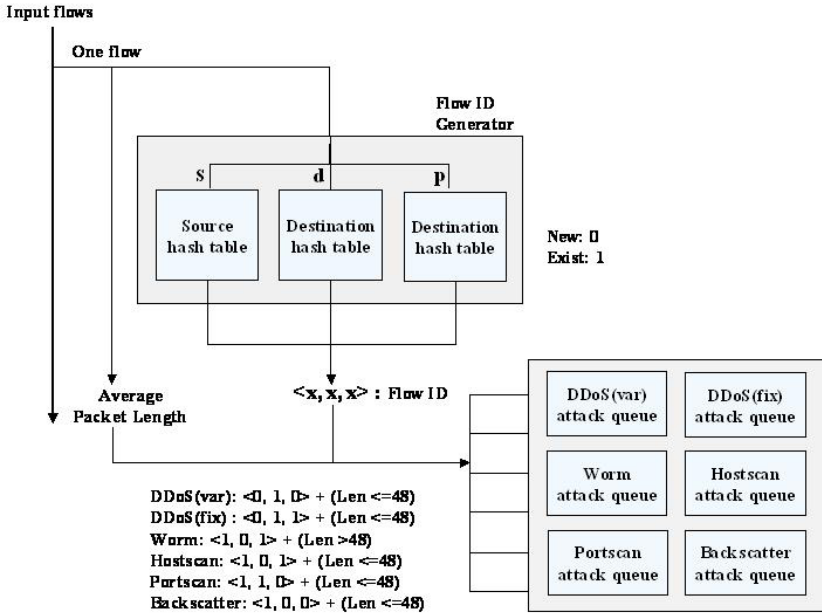 Input flows
One flow
Flow ID
Generator
s
d
p
Source
hash table
Destination
hash table
Destination
hash table
New: 0
Exist: 1
Average
Packet Length
<x, x, x> : Flow ID
DDoS(var)
attack queue
DDoS(fix)
attack queue
Worm
attack queue
Hostscan
attack queue
Portscan
attack queue
Backscatter
attack queue
DDoS(var): <0, 1, 0> + (Len <=48)
DDoS(fix) : <0, 1, 1> + (Len <=48)
Worm: <1, 0, 1> + (Len >48)
Hostscan: <1, 0, 1> + (Len <=48)
Portscan: <1, 1, 0> + (Len <=48)
Backscatter: <1, 0, 0> + (Len <=48)